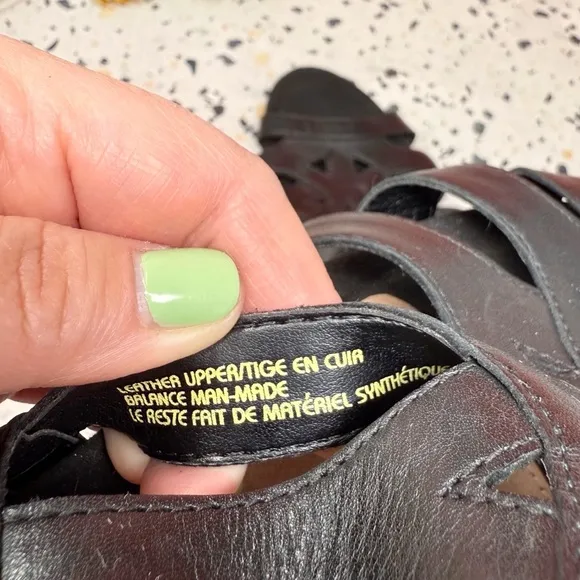 LEATHER UPPER/TIGE EN CUIR
BALANCE MAN-MADE
LE RESTE FAIT DE MATÉRIEL SYNTHÉTIQUE